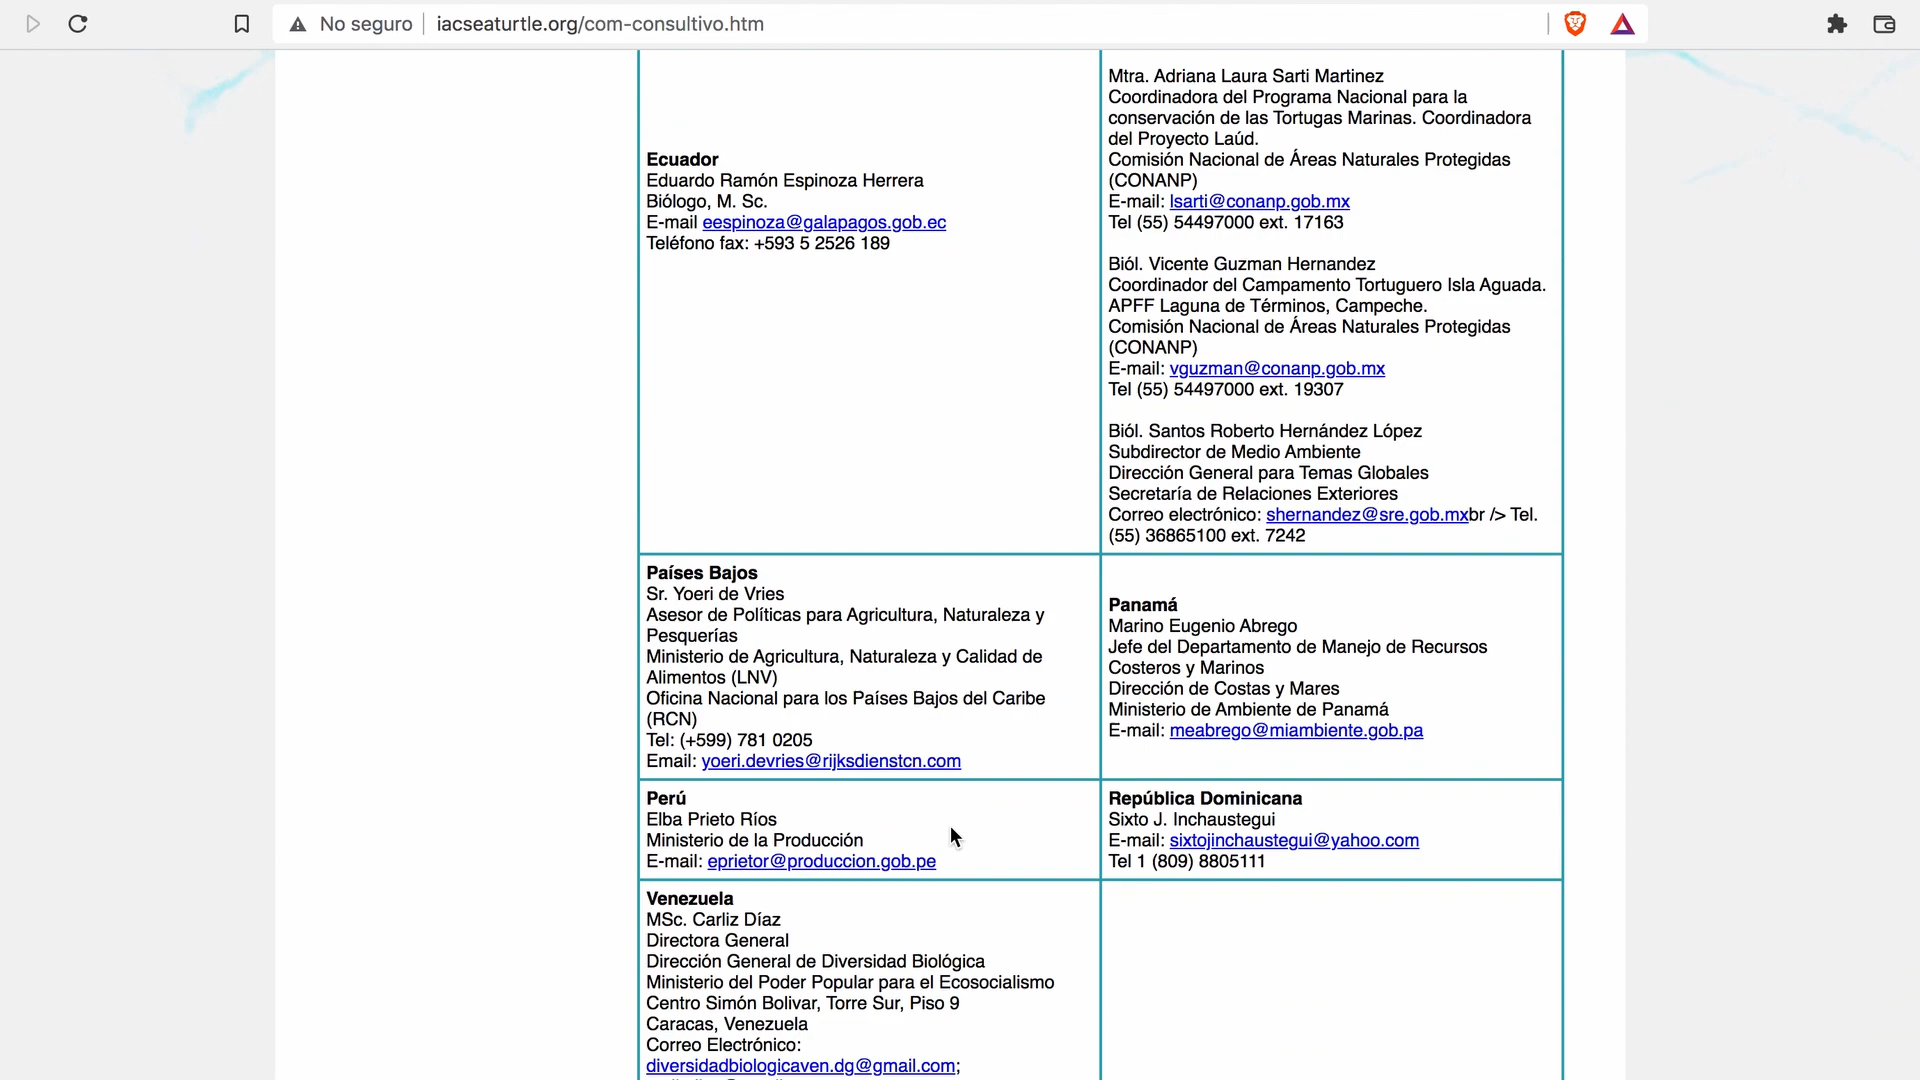 No seguro
iacseaturtle.org/com-consultivo.htm
Ecuador
Eduardo Ramón Espinoza Herrera
Biólogo, M. Sc.
E-mail eespinoza@galapagos.gob.ec
Teléfono fax: +593 5 2526 189
Mtra. Adriana Laura Sarti Martinez
Coordinadora del Programa Nacional para la
conservación de las Tortugas Marinas. Coordinadora
del Proyecto Laúd.
Comisión Nacional de Áreas Naturales Protegidas
(CONANP)
E-mail: lsarti@conanp.gob.mx
Tel (55) 54497000 ext. 17163
Biól. Vicente Guzman Hernandez
Coordinador del Campamento Tortuguero Isla Aguada.
APFF Laguna de Términos, Campeche.
Comisión Nacional de Áreas Naturales Protegidas
(CONANP)
E-mail: vguzman@conanp.gob.mx
Tel (55) 54497000 ext. 19307
Biól. Santos Roberto Hernández López
Subdirector de Medio Ambiente
Dirección General para Temas Globales
Secretaría de Relaciones Exteriores
Correo electrónico: shernandez@sre.gob.mxbr /> Tel.
(55) 36865100 ext. 7242
Países Bajos
Sr. Yoeri de Vries
Asesor de Políticas para Agricultura, Naturaleza y
Pesquerías
Ministerio de Agricultura, Naturaleza y Calidad de
Alimentos (LNV)
Oficina Nacional para los Países Bajos del Caribe
(RCN)
Tel: (+599) 781 0205
Email: yoeri.devries@rijksdienstcn.com
Panamá
Marino Eugenio Abrego
Jefe del Departamento de Manejo de Recursos
Costeros y Marinos
Dirección de Costas y Mares
Ministerio de Ambiente de Panamá
E-mail: meabrego@miambiente.gob.pa
Perú
Elba Prieto Ríos
Ministerio de la Producción
E-mail: eprietor@produccion.gob.pe
República Dominicana
Sixto J. Inchaustegui
E-mail: sixtojinchaustegui@yahoo.com
Tel 1 (809) 8805111
Venezuela
MSc. Carliz Díaz
Directora General
Dirección General de Diversidad Biológica
Ministerio del Poder Popular para el Ecosocialismo
Centro Simón Bolivar, Torre Sur, Piso 9
Caracas, Venezuela
Correo Electrónico:
diversidadbiologicaven.dg@gmail.com;